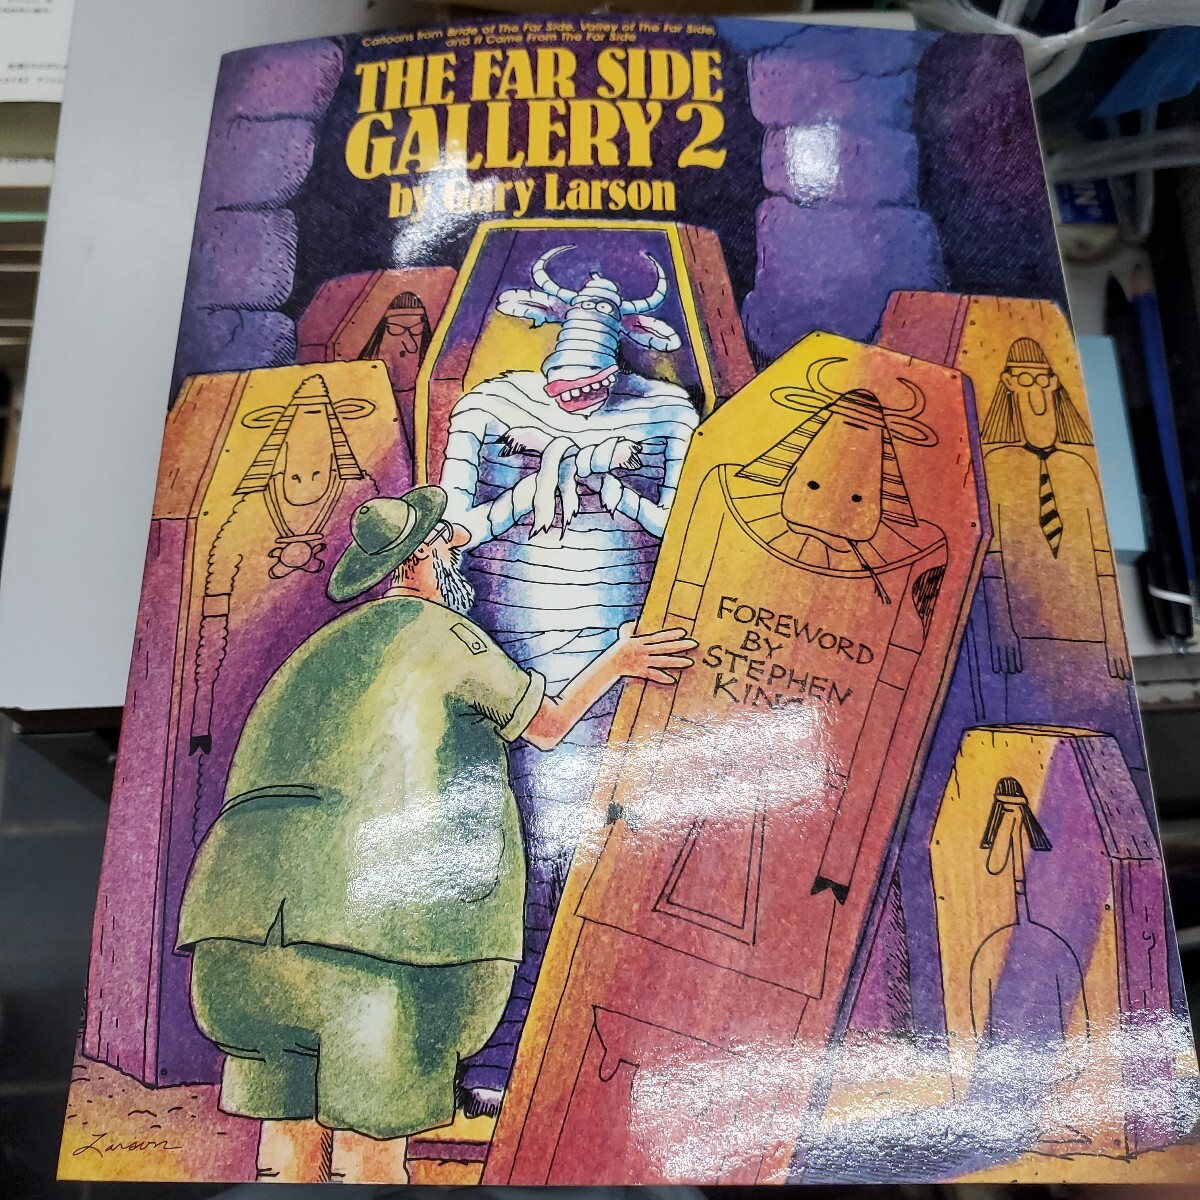 Cartoons from Bride of The Far Side, Valley of The Far Side,
and It Came From The Far Side
THE FAR SIDE
GALLERY 2
by Gary Larson
FOREWORD
BY
STEPHEN
KING
Larson